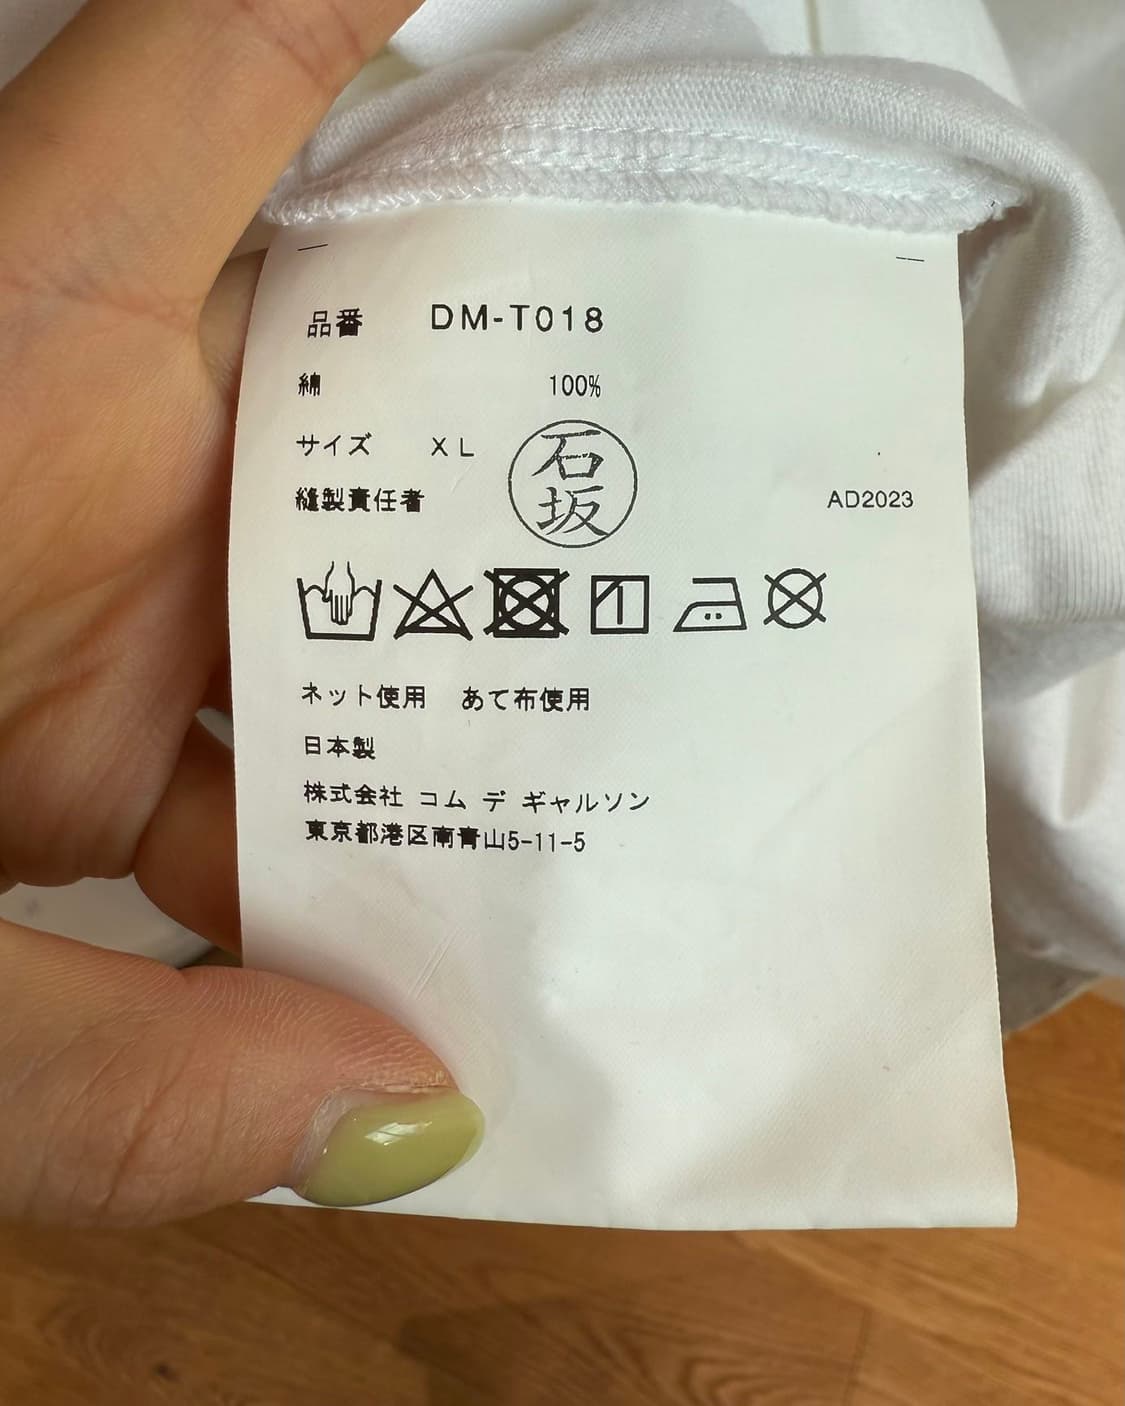 品番 DM-T018
綿 100%
サイズ XL
石坂
縫製責任者
AD2023
ネット使用 あて布使用
日本製
株式会社 コム デ ギャルソン
東京都港区南青山5-11-5